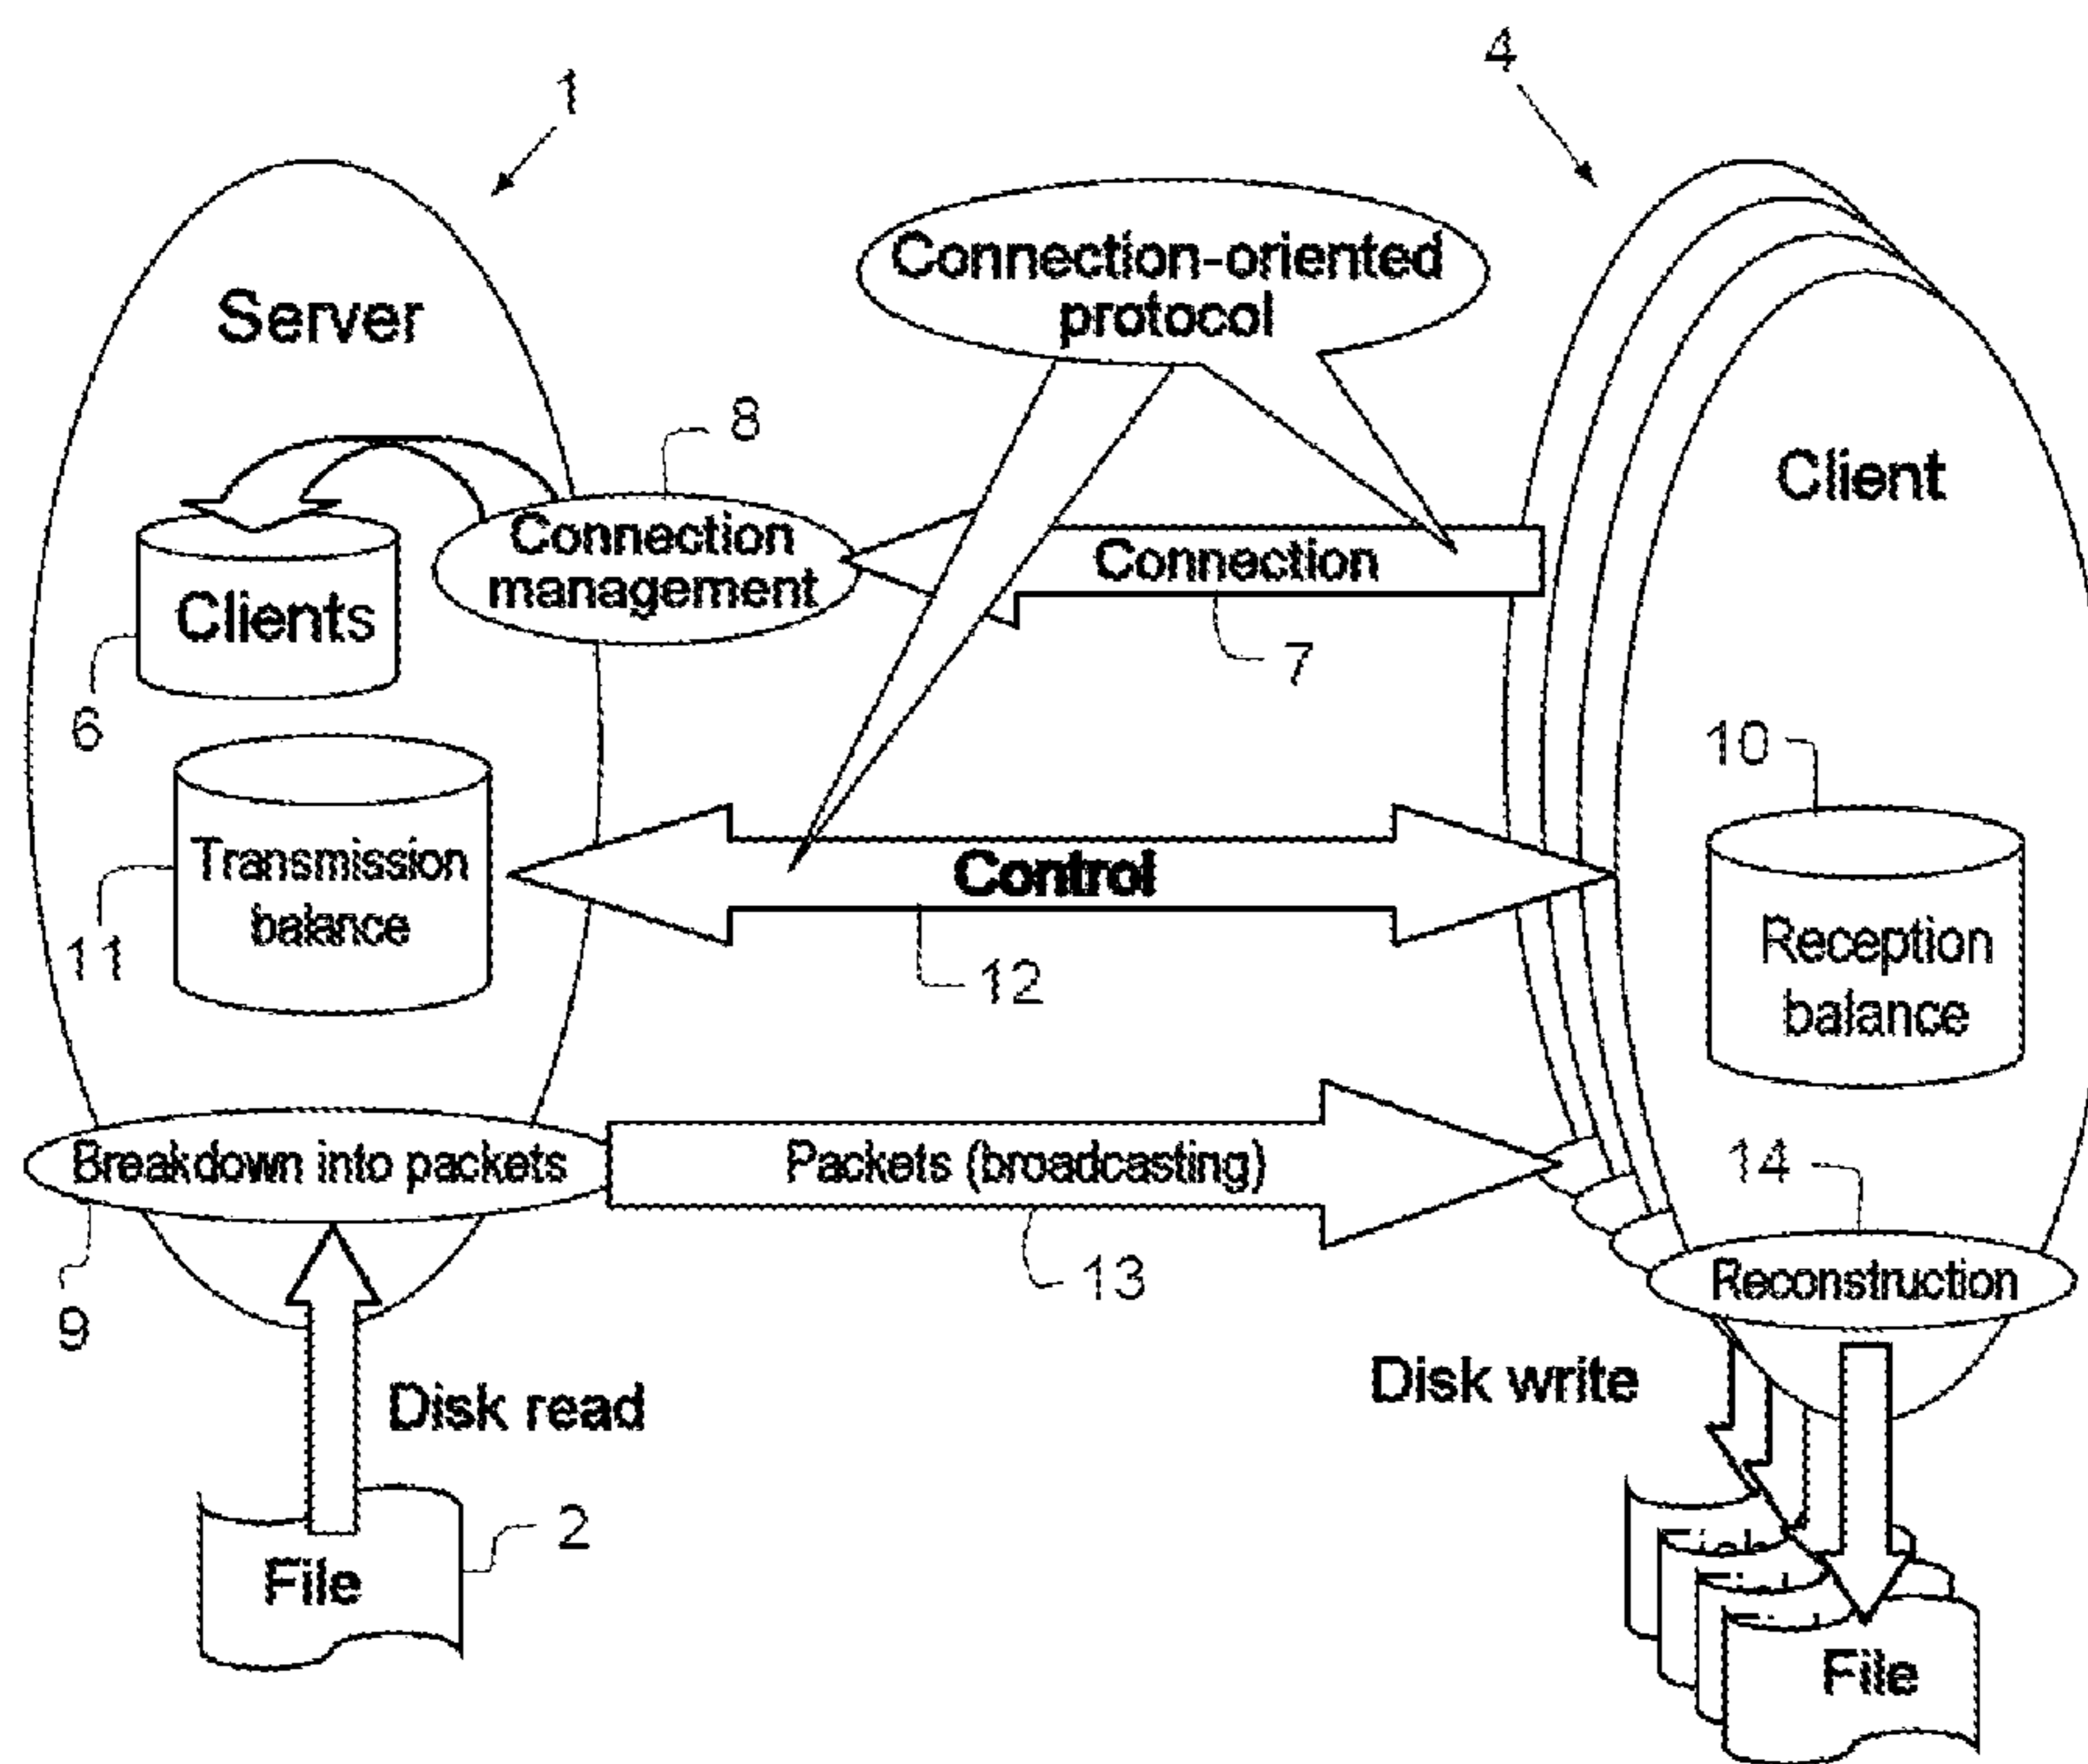 1
4
Server
Connection-oriented
protocol
Client
8
Connection
management
Connection
Clients
7
6
10
Transmission
balance
Control
11
12
Reception
balance
Breakdown into packets
Packets (broadcasting)
14
9
13
Reconstruction
Disk read
Disk write
2
File
File